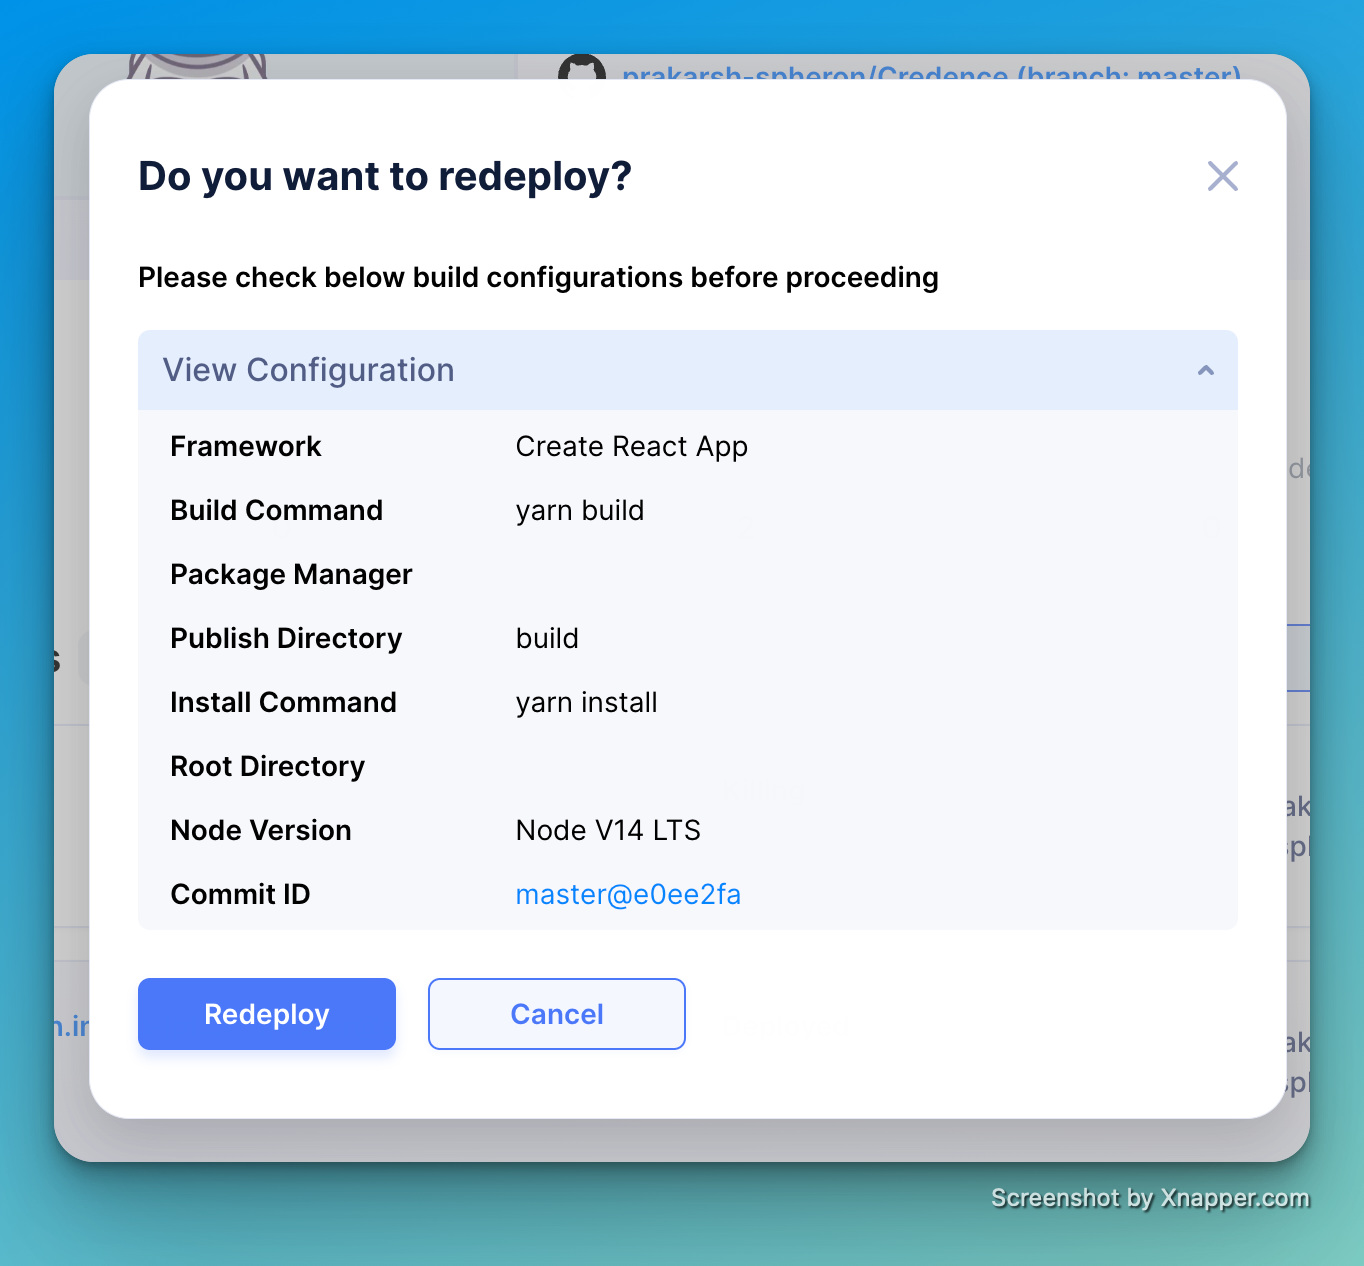 prakarsh-spheron/Credence (branch: master)
Do you want to redeploy?
Please check below build configurations before proceeding
View Configuration
Framework Create React App
Build Command yarn build
Package Manager
Publish Directory build
Install Command yarn install
Root Directory
Node Version Node V14 LTS
Commit ID master@e0ee2fa
Redeploy Cancel
Screenshot by Xnapper.com